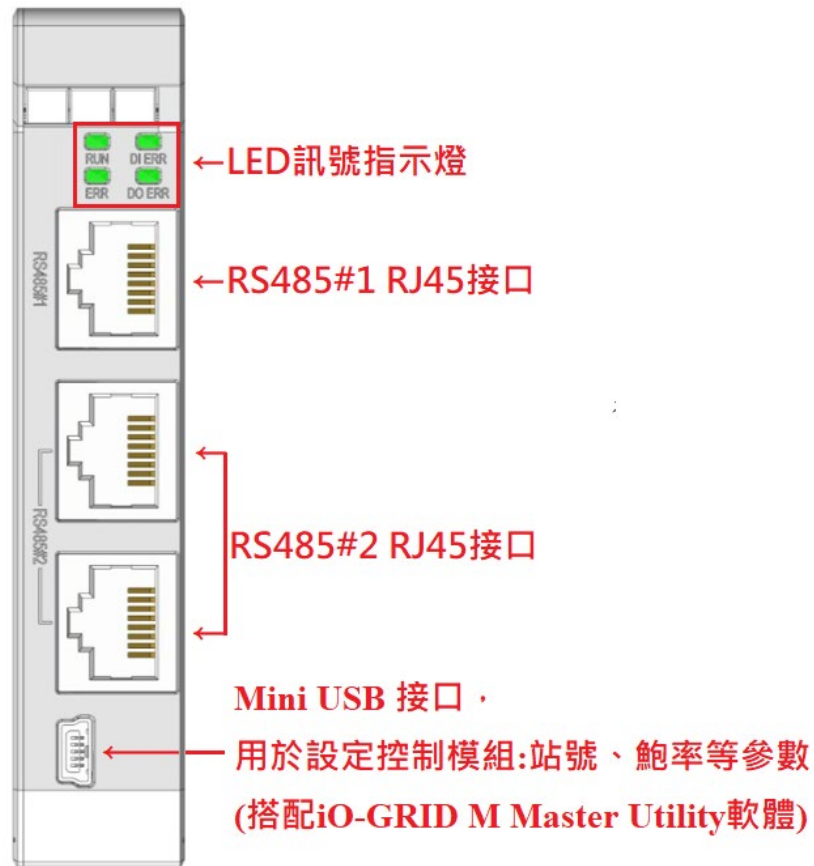 RUN DI ERR
ERR DO ERR
←LED訊號指示燈
RS485#1
←RS485#1 RJ45接口
RS485#2
RS485#2 RJ45接口
Mini USB 接口，
用於設定控制模組:站號、鮑率等參數
(搭配iO-GRID M Master Utility軟體)